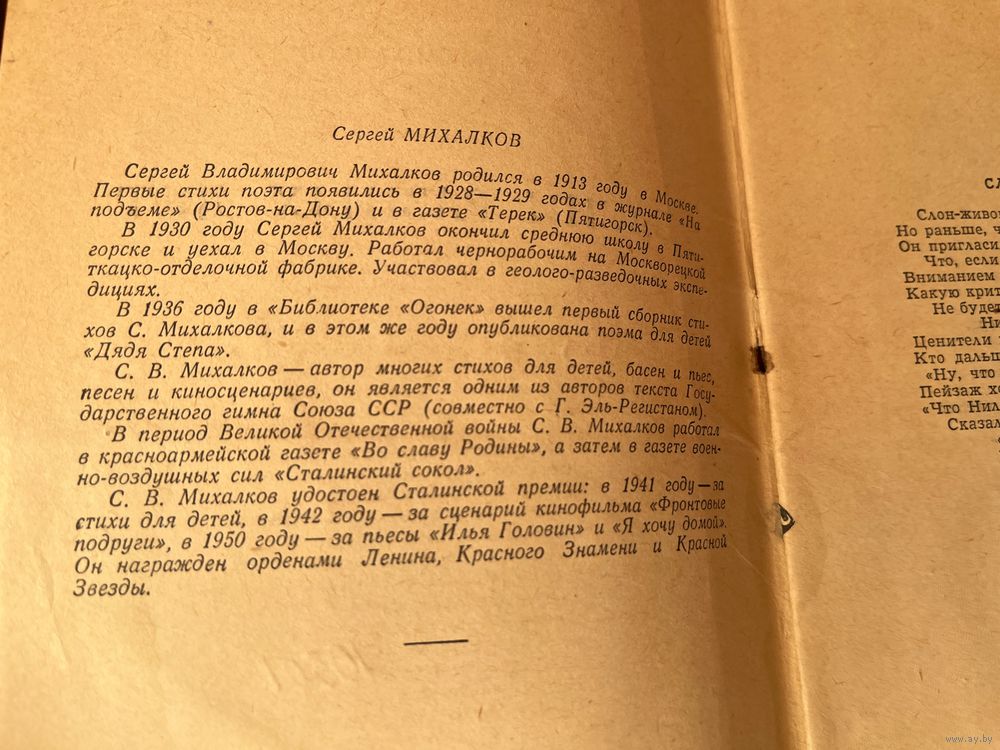 Сергей МИХАЛКОВ
Сергей Владимирович Михалков родился в 1913 году в Москве.
Первые стихи поэта появились в 1928—1929 годах в журнале «На
подъеме» (Ростов-на-Дону) и в газете «Терек» (Пятигорск).
В 1930 году Сергей Михалков окончил среднюю школу в Пяти-
горске и уехал в Москву. Работал чернорабочим на Москворецкой
ткацко-отделочной фабрике. Участвовал в геолого-разведочных экспе-
дициях.
В 1936 году в «Библиотеке «Огонек» вышел первый сборник сти-
хов С. Михалкова, и в этом же году опубликована поэма для детей
«Дядя Степа».
С. В. Михалков — автор многих стихов для детей, басен и пьес,
песен и киносценариев, он является одним из авторов текста Госу-
дарственного гимна Союза ССР (совместно с Г. Эль-Регистаном).
В период Великой Отечественной войны С. В. Михалков работал
в красноармейской газете «Во славу Родины», а затем в газете воен-
но-воздушных сил «Сталинский сокол».
С. В. Михалков удостоен Сталинской премии: в 1941 году — за
стихи для детей, в 1942 году — за сценарий кинофильма «Фронтовые
подруги», в 1950 году — за пьесы «Илья Головин» и «Я хочу домой».
Он награжден орденами Ленина, Красного Знамени и Красной
Звезды.
Слон-живоп
Но раньше, ч
Он пригласи
Что, если
Вниманием
Какую крит
Не будет
Ни
Ценители
Кто дальш
«Ну, что
Пейзаж хо
«Что Нил
Сказал
www.ay.by